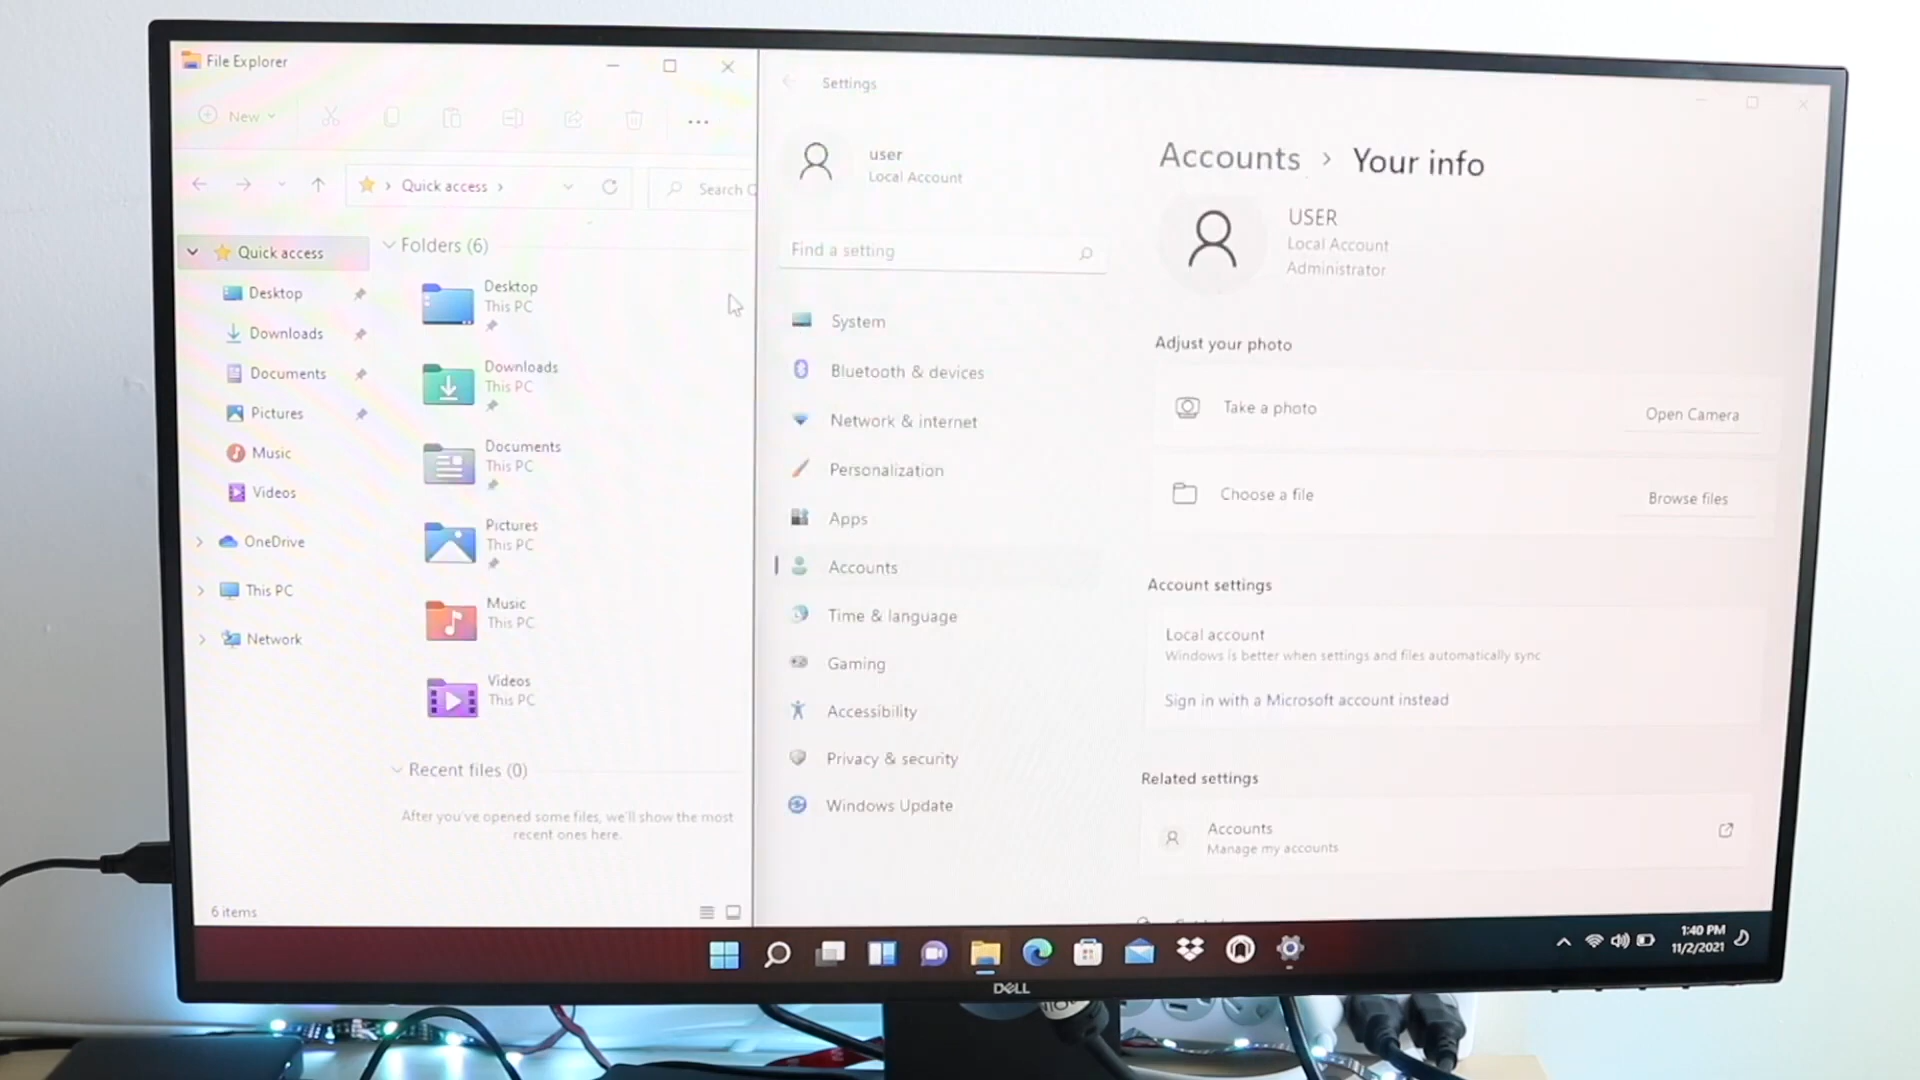 File Explorer
New
Quick access
Search
Quick access
Desktop
Downloads
Documents
Pictures
Music
Videos
OneDrive
This PC
Network
Folders (6)
Desktop
This PC
Downloads
This PC
Documents
This PC
Pictures
This PC
Music
This PC
Videos
This PC
Recent files (0)
After you've opened some files, we'll show the most
recent ones here.
6 items
Settings
user
Local Account
Find a setting
System
Bluetooth & devices
Network & internet
Personalization
Apps
Accounts
Time & language
Gaming
Accessibility
Privacy & security
Windows Update
Accounts › Your info
USER
Local Account
Administrator
Adjust your photo
Take a photo
Open Camera
Choose a file
Browse files
Account settings
Local account
Windows is better when settings and files automatically sync
Sign in with a Microsoft account instead
Related settings
Accounts
Manage my accounts
1:40 PM
11/2/2021
DELL